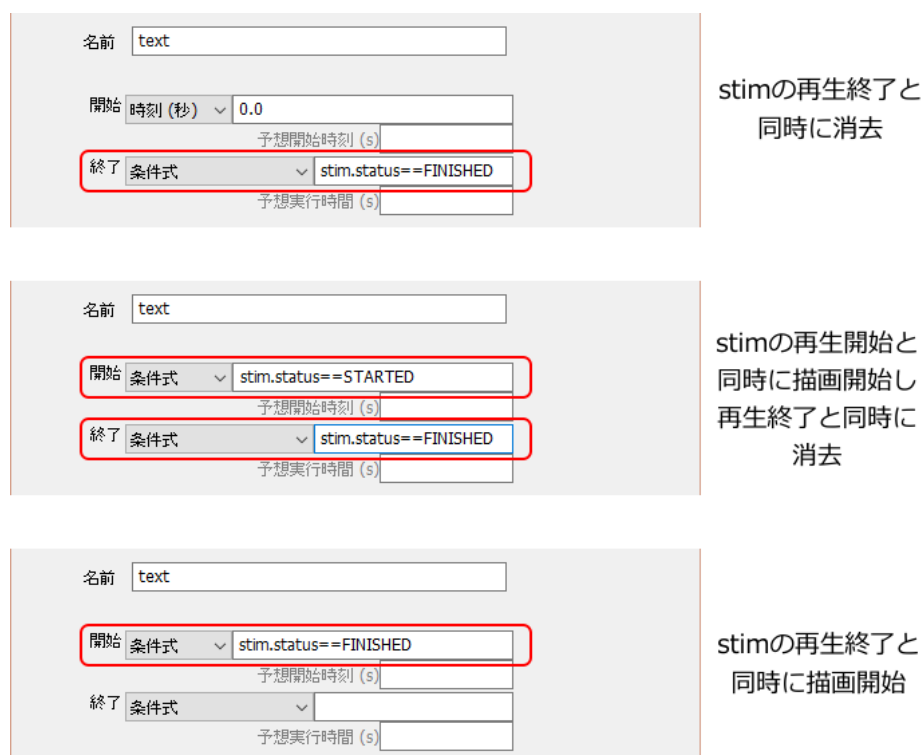 名前 text
開始 時刻 (秒) 0.0
予想開始時刻 (s)
終了 条件式 stim.status==FINISHED
予想実行時間 (s)
stimの再生終了と
同時に消去
名前 text
開始 条件式 stim.status==STARTED
予想開始時刻 (s)
終了 条件式 stim.status==FINISHED
予想実行時間 (s)
stimの再生開始と
同時に描画開始し
再生終了と同時に
消去
名前 text
開始 条件式 stim.status==FINISHED
予想開始時刻 (s)
終了 条件式
予想実行時間 (s)
stimの再生終了と
同時に描画開始